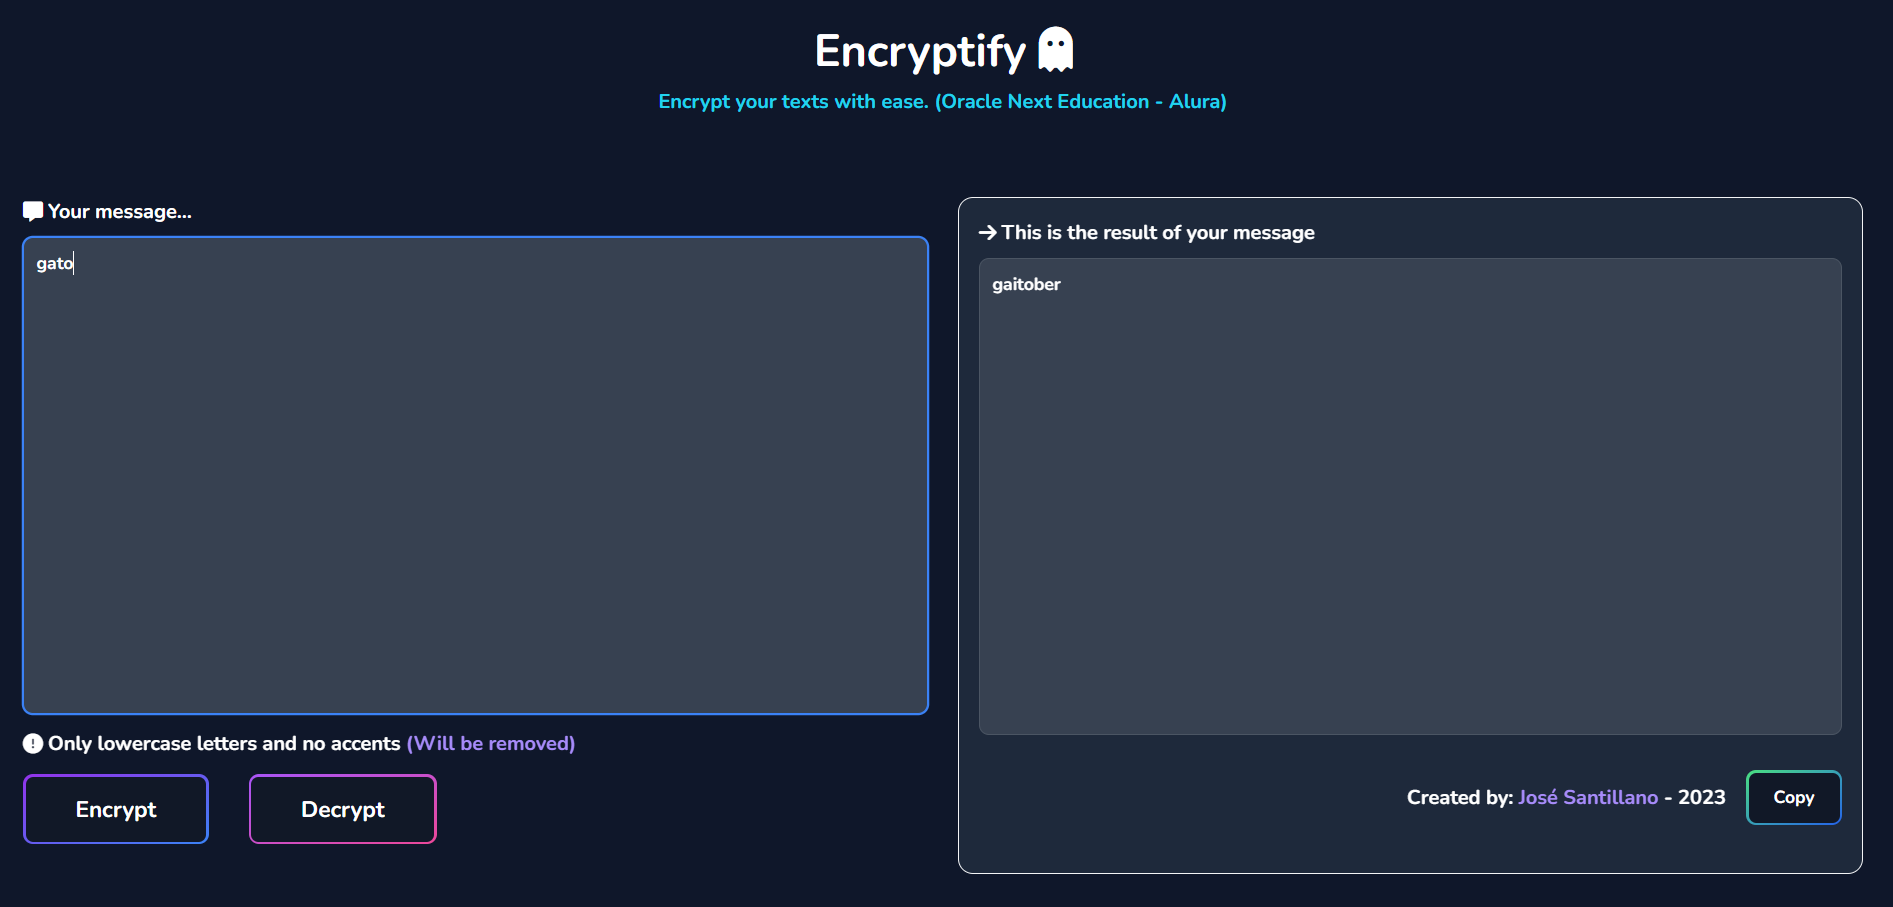 Encryptify
Encrypt your texts with ease. (Oracle Next Education - Alura)
Your message...
gato
Only lowercase letters and no accents (Will be removed)
Encrypt
Decrypt
This is the result of your message
gaitober
Created by: José Santillano - 2023
Copy